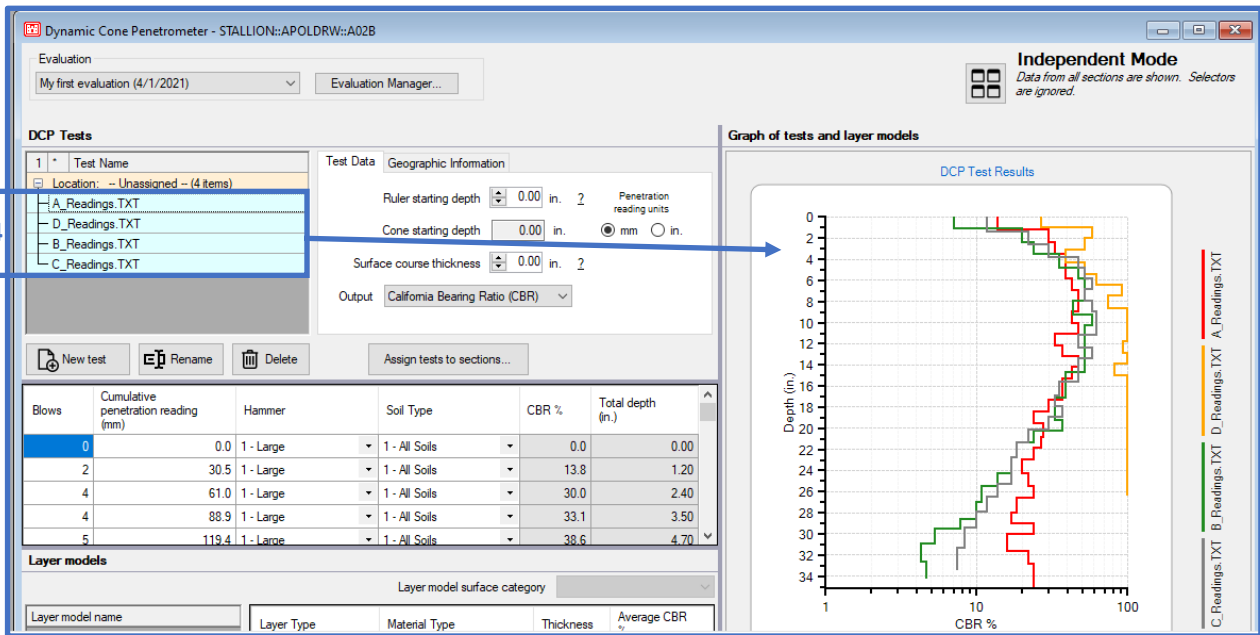 Dynamic Cone Penetrometer - STALLION::APOLDRW::A02B
Evaluation
My first evaluation (4/1/2021)
Evaluation Manager...
Independent Mode
Data from all sections are shown. Selectors
are ignored.
DCP Tests
1 * Test Name
Location: -- Unassigned -- (4 items)
A_Readings.TXT
D_Readings.TXT
B_Readings.TXT
C_Readings.TXT
Test Data Geographic Information
Ruler starting depth 0.00 in. ?
Penetration
reading units
Cone starting depth 0.00 in.
mm in.
Surface course thickness 0.00 in. ?
Output California Bearing Ratio (CBR)
New test Rename Delete Assign tests to sections...
Blows Cumulative penetration reading (mm) Hammer Soil Type CBR % Total depth (in.)
0 0.0 1 - Large 1 - All Soils 0.0 0.00
2 30.5 1 - Large 1 - All Soils 13.8 1.20
4 61.0 1 - Large 1 - All Soils 30.0 2.40
4 88.9 1 - Large 1 - All Soils 33.1 3.50
5 119.4 1 - Large 1 - All Soils 38.6 4.70
Layer models
Layer model surface category
Layer model name
Layer Type Material Type Thickness Average CBR
Graph of tests and layer models
DCP Test Results
Depth (in.)
0
2
4
6
8
10
12
14
16
18
20
22
24
26
28
30
32
34
1 10 100
CBR %
A_Readings.TXT
D_Readings.TXT
B_Readings.TXT
C_Readings.TXT